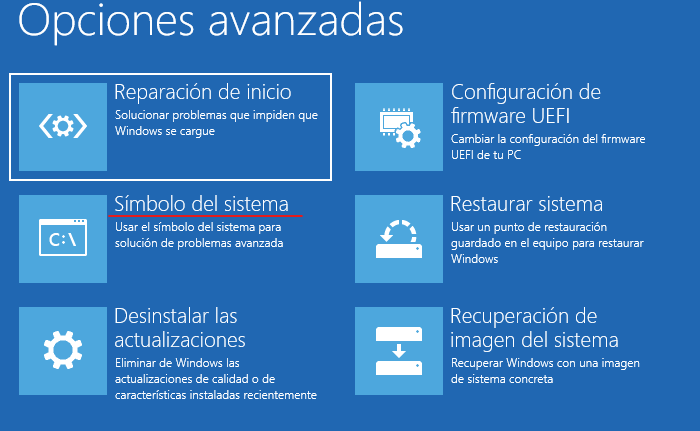 Opciones avanzadas
Reparación de inicio
Solucionar problemas que impiden que
Windows se cargue
Configuración de
firmware UEFI
Cambiar la configuración del firmware
UEFI de tu PC
C:\
Símbolo del sistema
Usar el símbolo del sistema para
solución de problemas avanzada
Restaurar sistema
Usar un punto de restauración
guardado en el equipo para restaurar
Windows
Desinstalar las
actualizaciones
Eliminar de Windows las
actualizaciones de calidad o de
características instaladas recientemente
Recuperación de
imagen del sistema
Recuperar Windows con una imagen
de sistema concreta